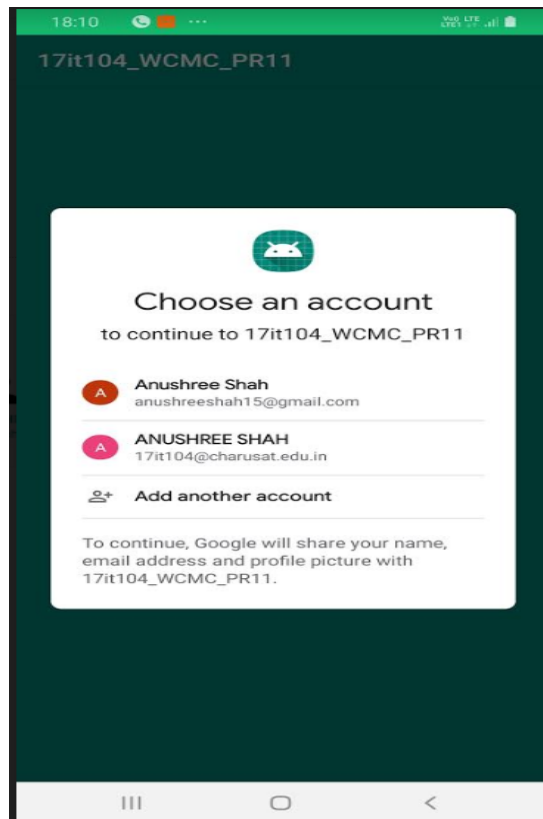 18:10
17it104_WCMC_PR11
Choose an account
to continue to 17it104_WCMC_PR11
A
Anushree Shah
anushreeshah15@gmail.com
A
ANUSHREE SHAH
17it104@charusat.edu.in
Add another account
To continue, Google will share your name,
email address and profile picture with
17it104_WCMC_PR11.